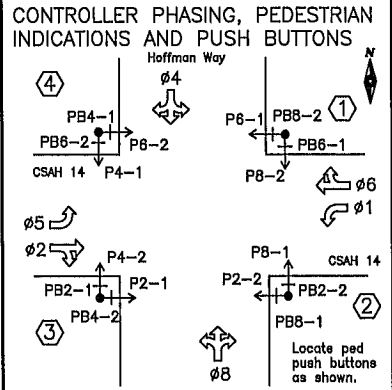 CONTROLLER PHASING, PEDESTRIAN
INDICATIONS AND PUSH BUTTONS
Hoffman Way
N
4
ø4
1
PB4-1
PB8-2
PB6-2
P6-2
P6-1
PB6-1
CSAH 14
P4-1
P8-2
ø6
ø5
ø1
ø2
P4-2
P8-1
CSAH 14
PB2-1
P2-1
P2-2
PB2-2
3
PB4-2
PB8-1
2
ø8
Locate ped
push buttons
as shown.